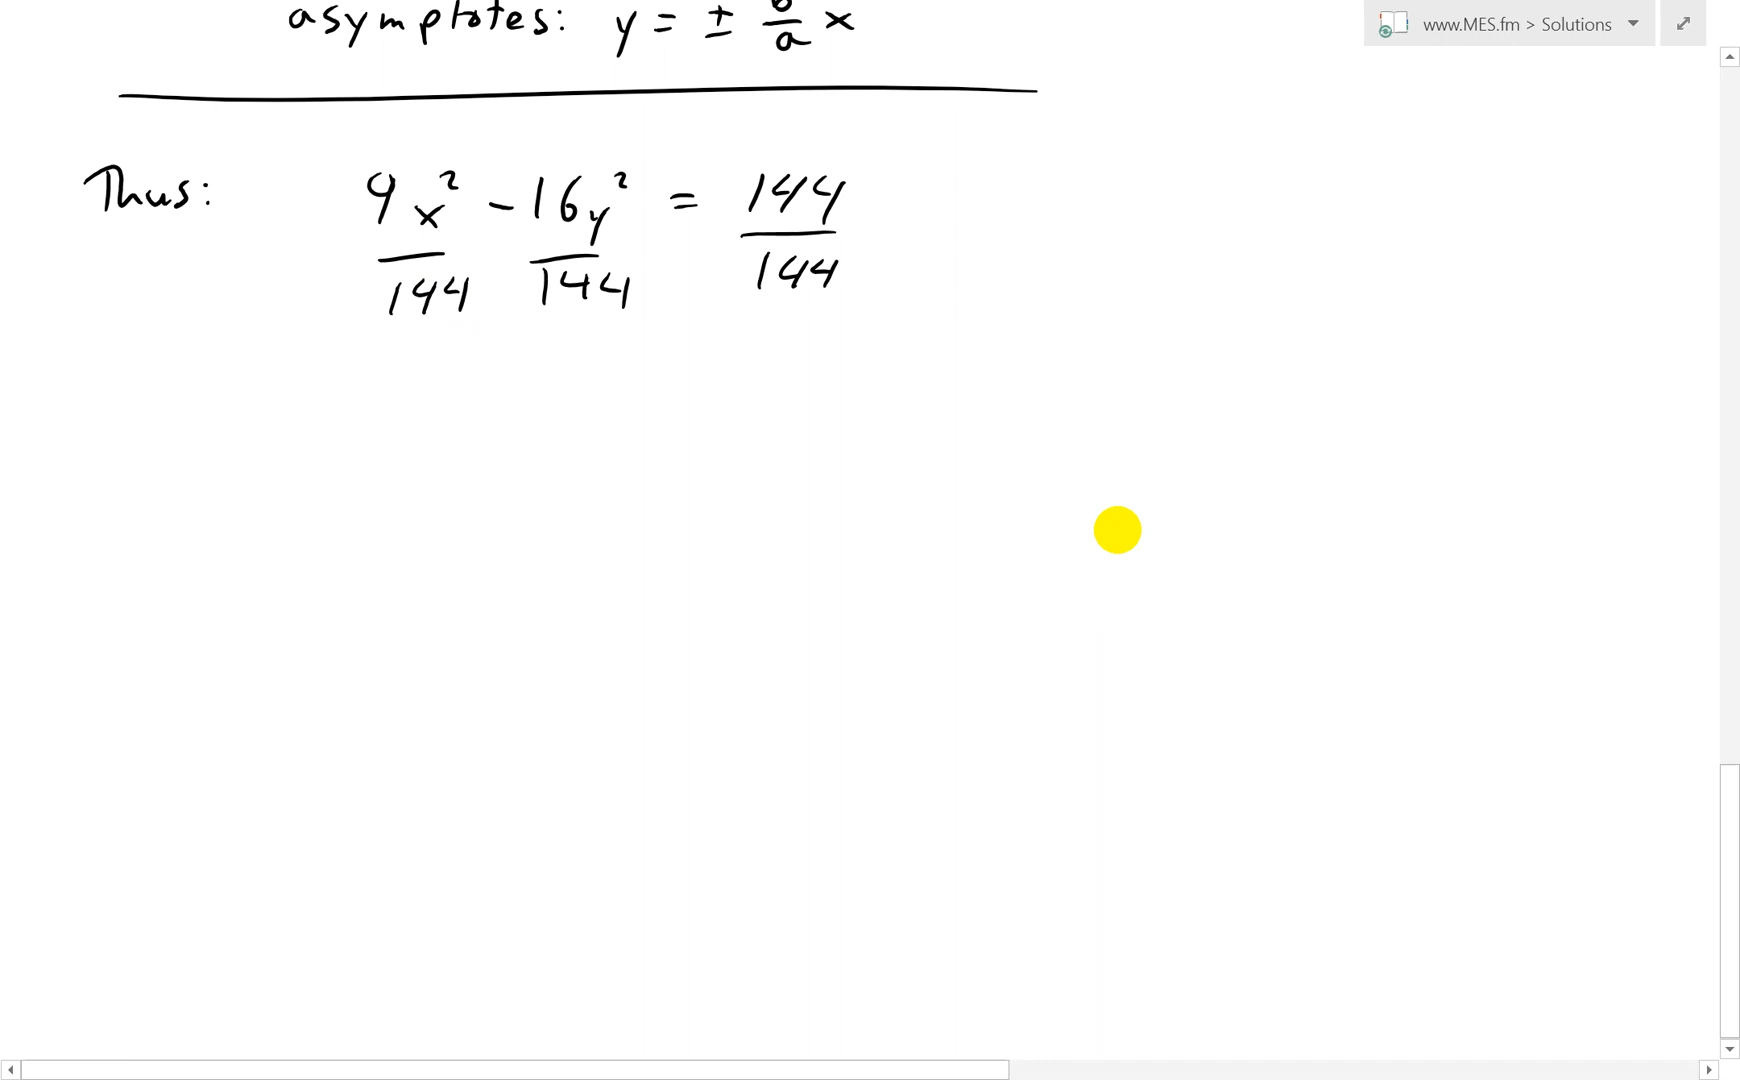 www.MES.fm > Solutions
asymptotes: y = ± b/a x
Thus: 9x²/144 - 16y²/144 = 144/144